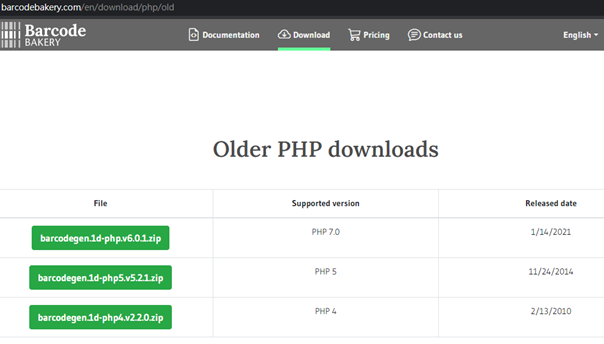 barcodebakery.com/en/download/php/old
Barcode
BAKERY
Documentation Download Pricing Contact us English
Older PHP downloads
File Supported version Released date
barcodegen.1d-php.v6.0.1.zip PHP 7.0 1/14/2021
barcodegen.1d-php5.v5.2.1.zip PHP 5 11/24/2014
barcodegen.1d-php4.v2.2.0.zip PHP 4 2/13/2010